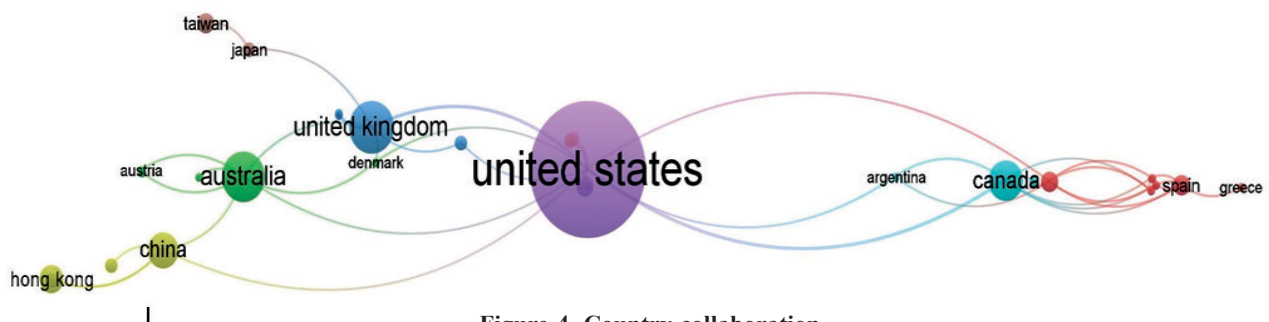 taiwan
japan
united kingdom
denmark
austria
australia
united states
argentina
canada
spain
greece
china
hong kong
Figure 4. Country collaboration